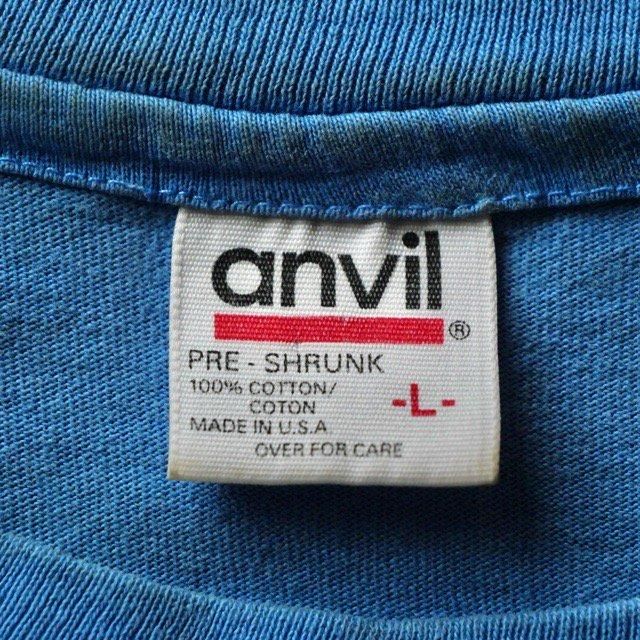 anvil®
PRE - SHRUNK
100% COTTON/
COTON
-L-
MADE IN U.S.A
OVER FOR CARE